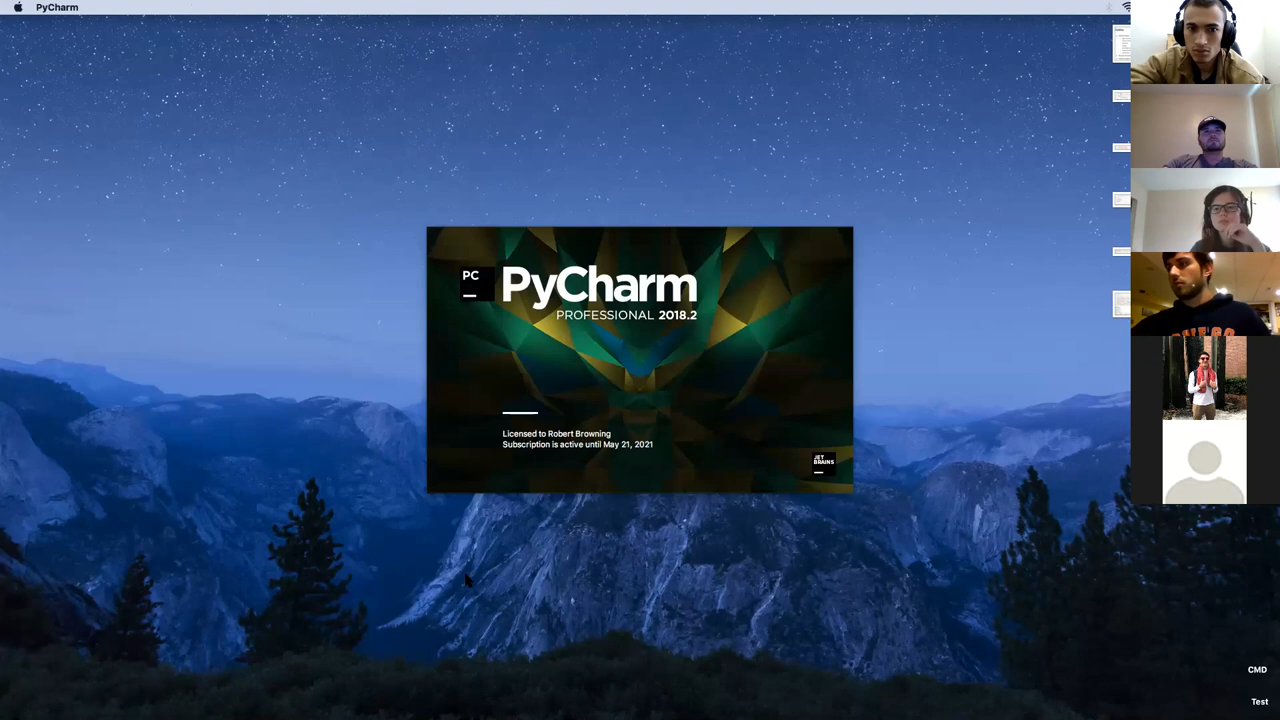 PyCharm
PC
PyCharm
PROFESSIONAL 2018.2
Licensed to Robert Browning
Subscription is active until May 21, 2021
JET
BRAINS
CMD
Test